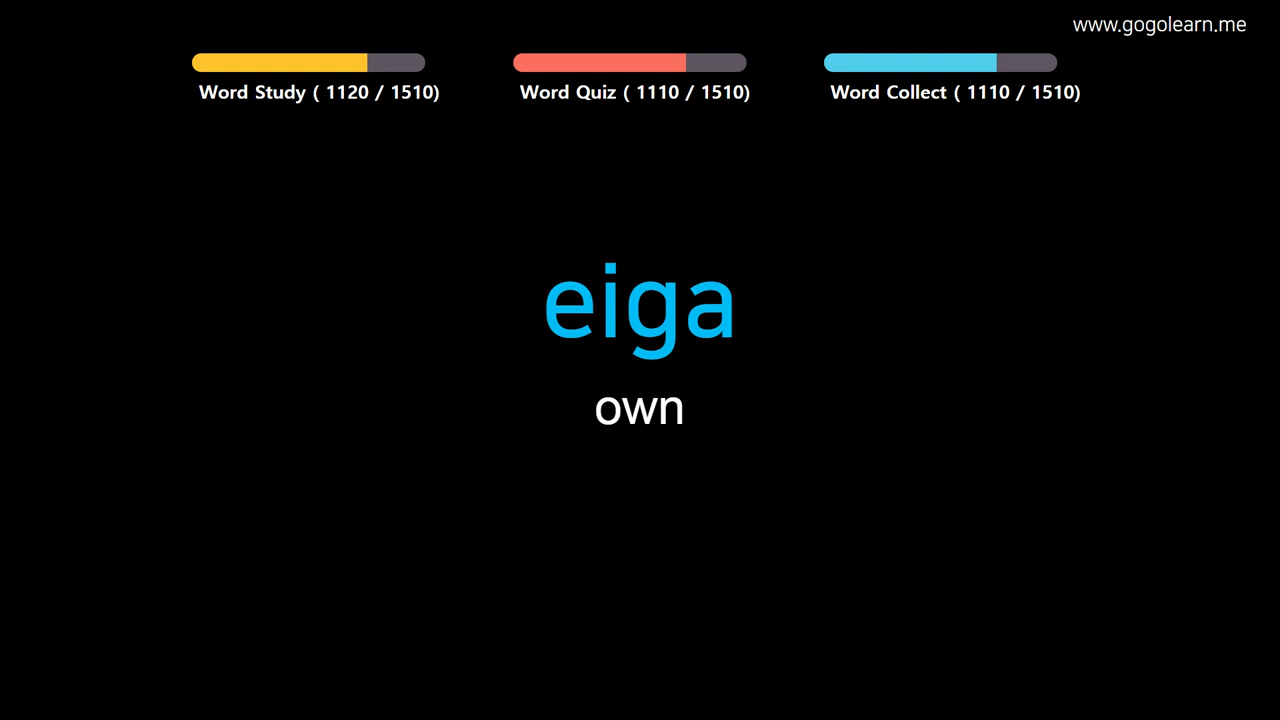 www.gogolearn.me
Word Study ( 1120 / 1510)
Word Quiz ( 1110 / 1510)
Word Collect ( 1110 / 1510)
eiga
own